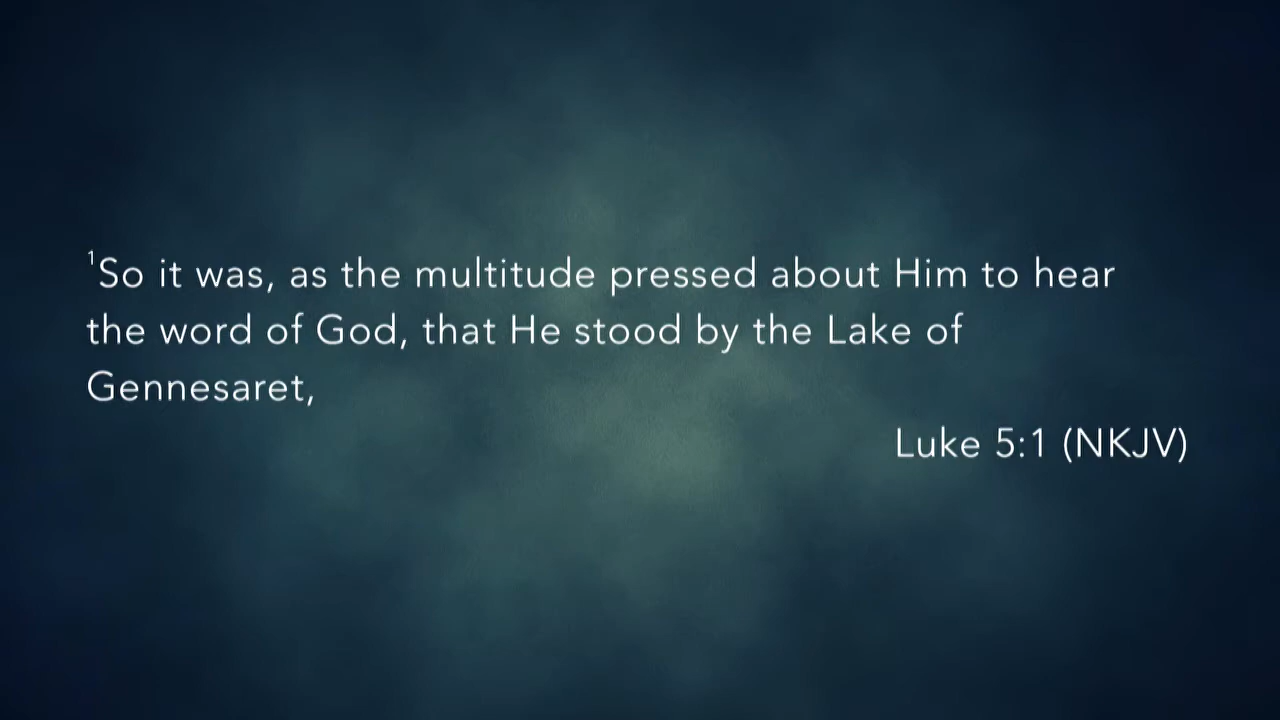 ¹So it was, as the multitude pressed about Him to hear
the word of God, that He stood by the Lake of
Gennesaret,
Luke 5:1 (NKJV)